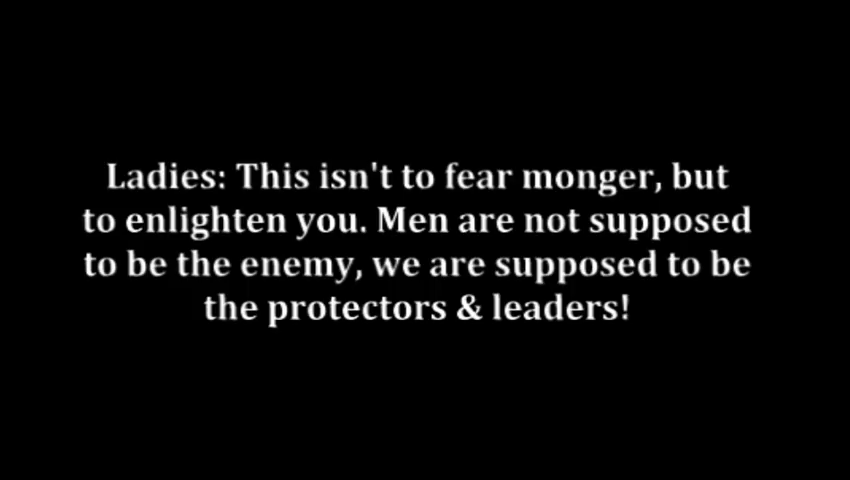 Ladies: This isn't to fear monger, but
to enlighten you. Men are not supposed
to be the enemy, we are supposed to be
the protectors & leaders!